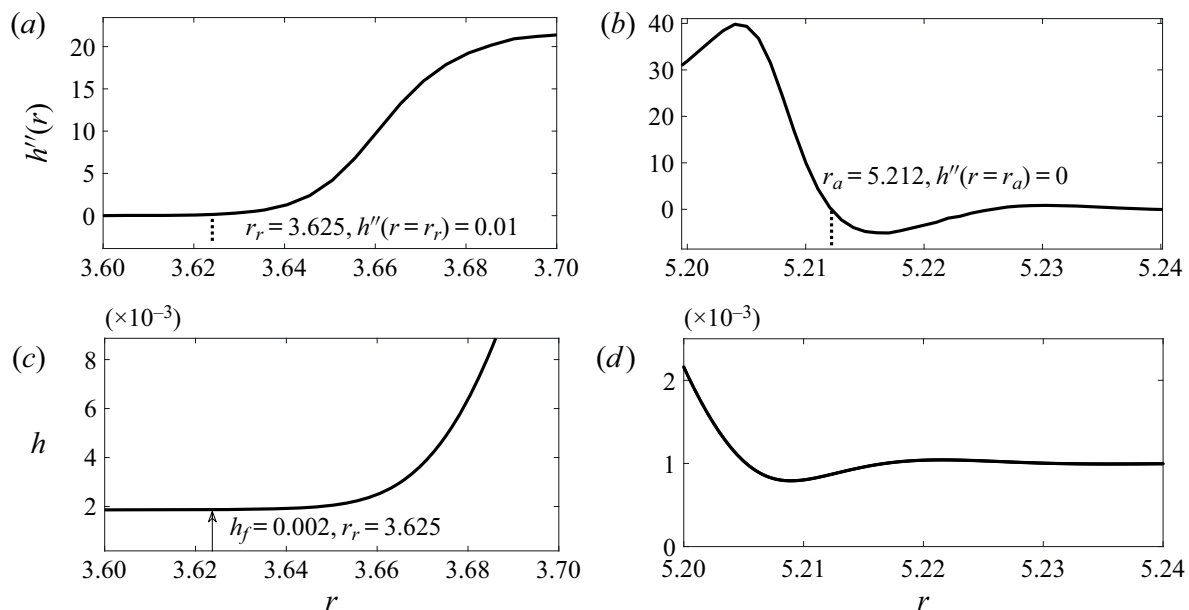 (a)
20
15
10
5
0
h″(r)
r_r = 3.625, h″(r = r_r) = 0.01
3.60 3.62 3.64 3.66 3.68 3.70
(b)
40
30
20
10
0
r_a = 5.212, h″(r = r_a) = 0
5.20 5.21 5.22 5.23 5.24
(×10⁻³)
(c)
8
6
4
2
h
h_f = 0.002, r_r = 3.625
3.60 3.62 3.64 3.66 3.68 3.70
r
(×10⁻³)
(d)
2
1
0
5.20 5.21 5.22 5.23 5.24
r